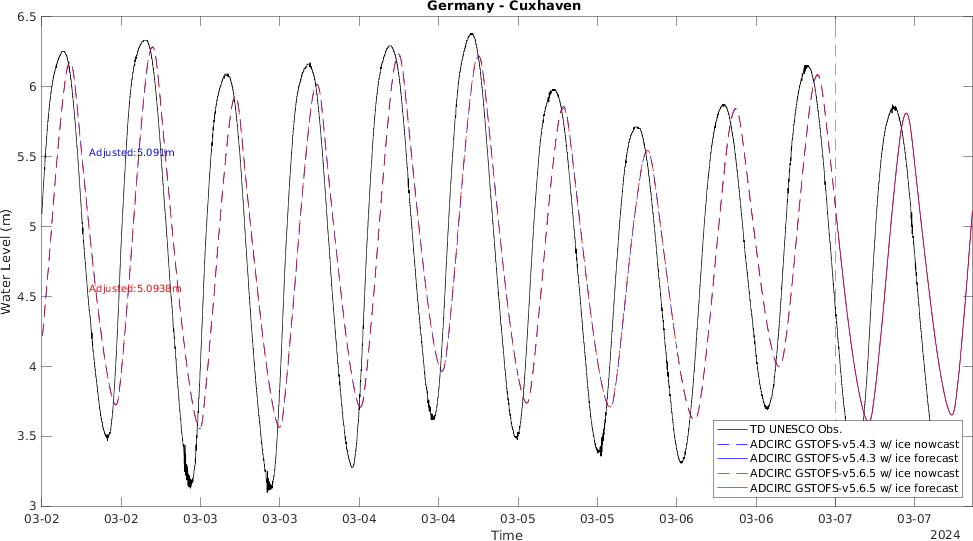 Germany - Cuxhaven
6.5
6
5.5
5
4.5
4
3.5
3
Water Level (m)
Adjusted:5.091m
Adjusted:5.0938m
TD UNESCO Obs.
ADCIRC GSTOFS-v5.4.3 w/ ice nowcast
ADCIRC GSTOFS-v5.4.3 w/ ice forecast
ADCIRC GSTOFS-v5.6.5 w/ ice nowcast
ADCIRC GSTOFS-v5.6.5 w/ ice forecast
03-02 03-02 03-03 03-03 03-04 03-04 03-05 03-05 03-06 03-06 03-07 03-07
Time
2024